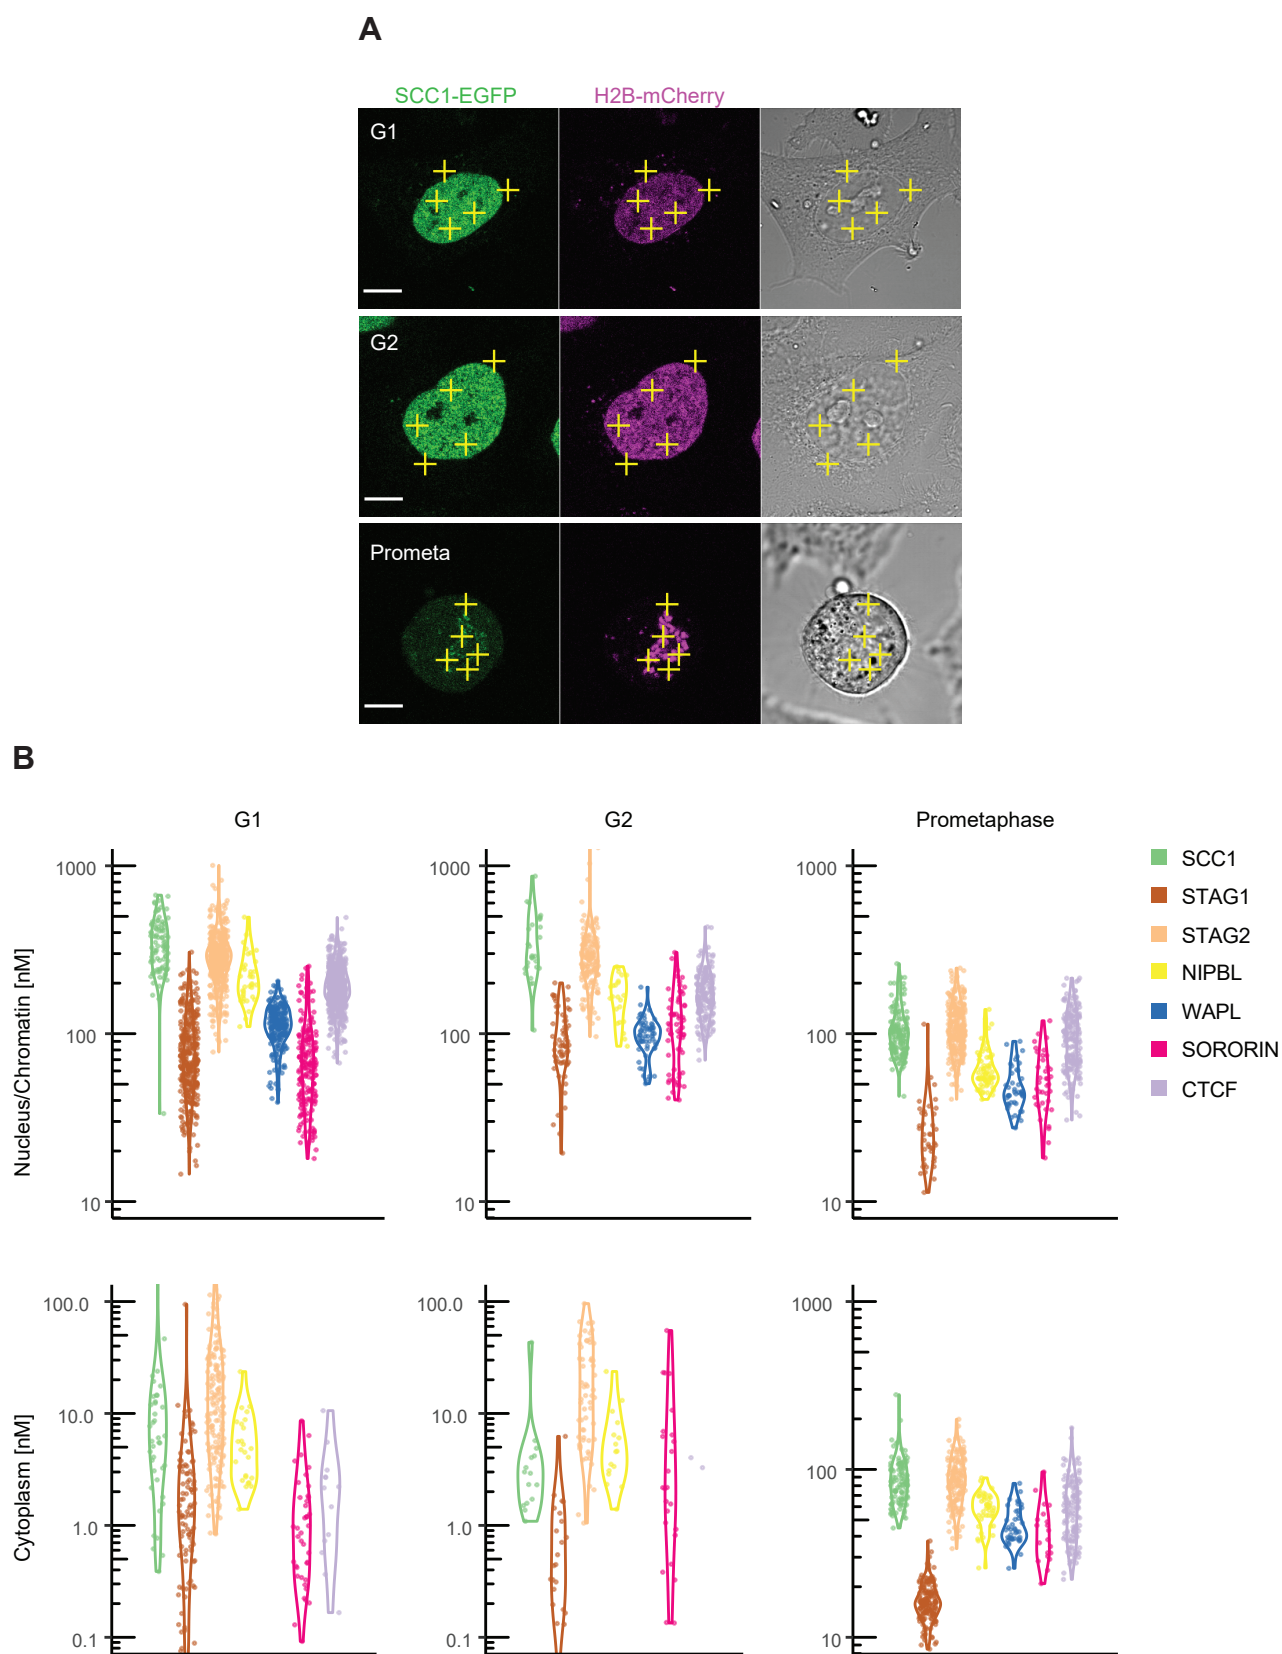 A
SCC1-EGFP H2B-mCherry
G1
G2
Prometa
B
G1 G2 Prometaphase
Nucleus/Chromatin [nM]
1000
100
10
1000
100
10
1000
100
10
SCC1
STAG1
STAG2
NIPBL
WAPL
SORORIN
CTCF
Cytoplasm [nM]
100.0
10.0
1.0
0.1
100.0
10.0
1.0
0.1
1000
100
10